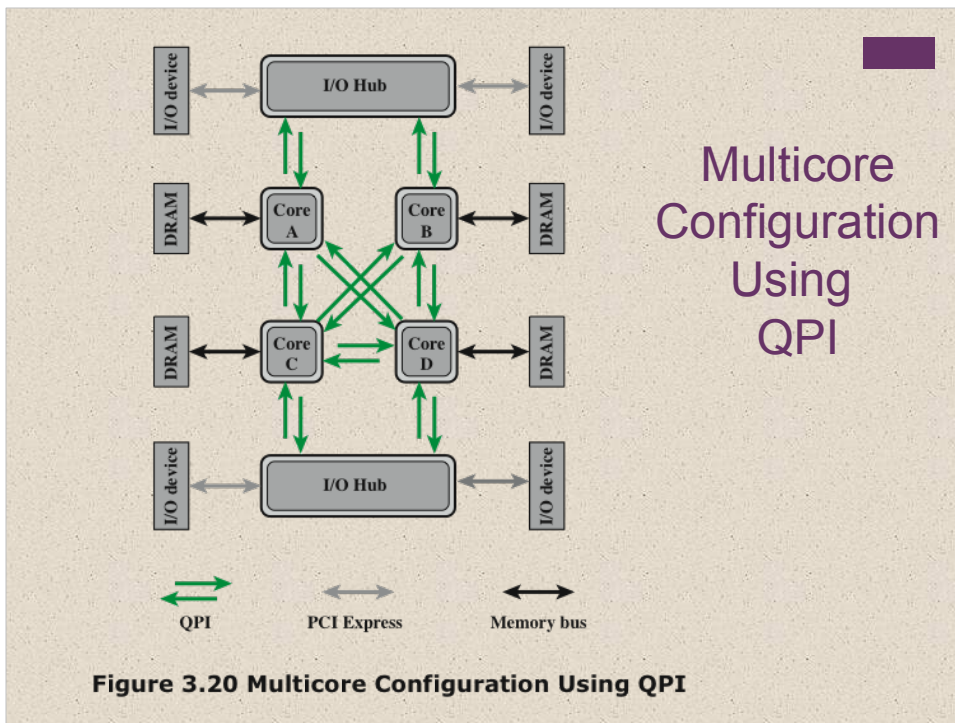 I/O device
I/O Hub
I/O device
Multicore
Configuration
Using
QPI
DRAM
Core
A
Core
B
DRAM
DRAM
Core
C
Core
D
DRAM
I/O device
I/O Hub
I/O device
QPI
PCI Express
Memory bus
Figure 3.20 Multicore Configuration Using QPI